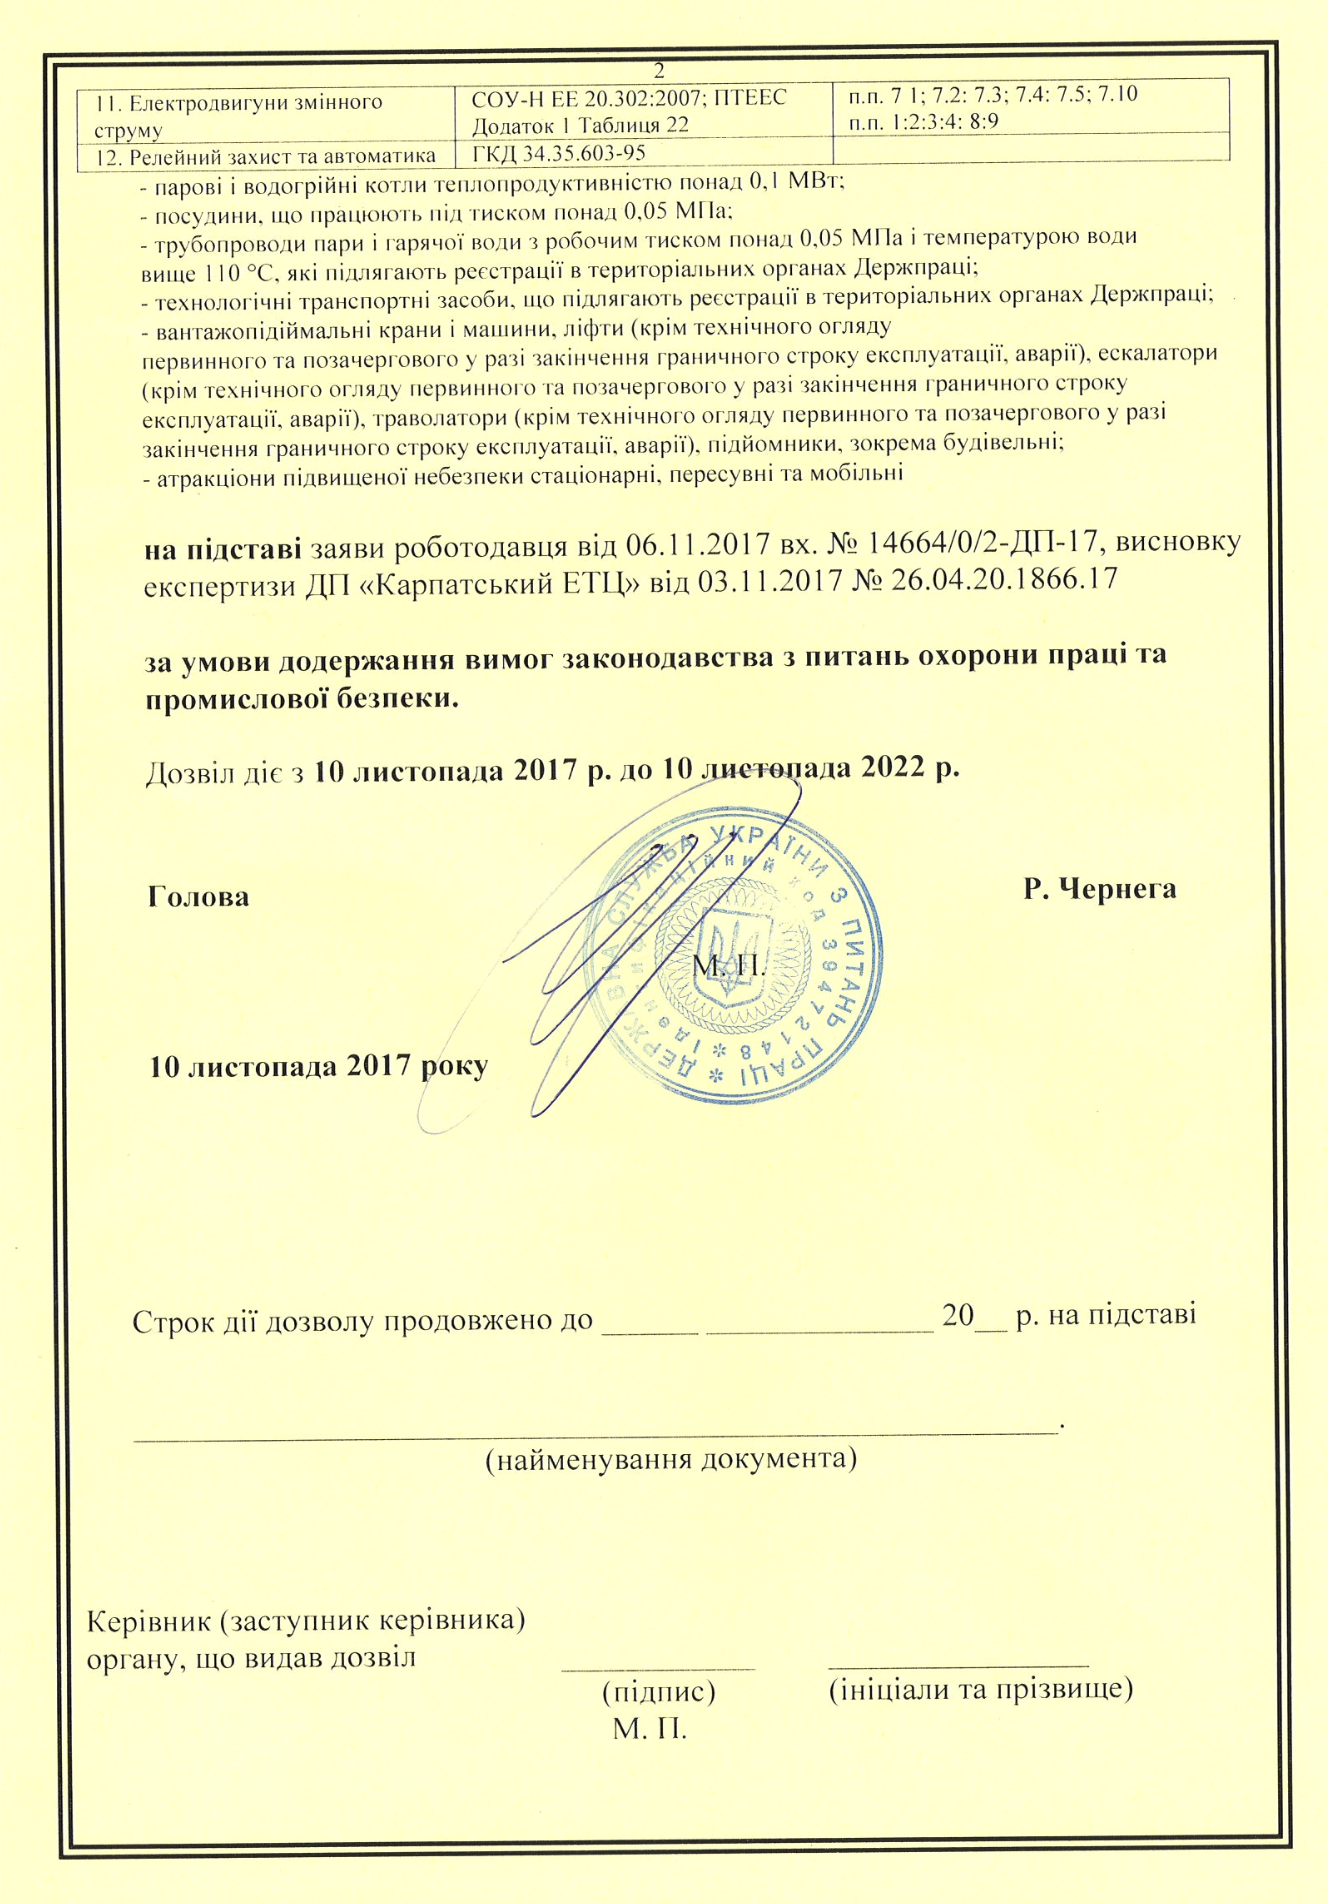 2
11. Електродвигуни змінного струму
СОУ-Н ЕЕ 20.302:2007; ПТЕЕС Додаток 1 Таблиця 22
п.п. 7 1; 7.2: 7.3; 7.4: 7.5; 7.10
п.п. 1:2:3;4: 8:9
12. Релейний захист та автоматика
ГКД 34.35.603-95
- парові і водогрійні котли теплопродуктивністю понад 0,1 МВт;
- посудини, що працюють під тиском понад 0,05 МПа;
- трубопроводи пари і гарячої води з робочим тиском понад 0,05 МПа і температурою води
вище 110 °С, які підлягають реєстрації в територіальних органах Держпраці;
- технологічні транспортні засоби, що підлягають реєстрації в територіальних органах Держпраці;
- вантажопідіймальні крани і машини, ліфти (крім технічного огляду
первинного та позачергового у разі закінчення граничного строку експлуатації, аварії), ескалатори
(крім технічного огляду первинного та позачергового у разі закінчення граничного строку
експлуатації, аварії), траволатори (крім технічного огляду первинного та позачергового у разі
закінчення граничного строку експлуатації, аварії), підйомники, зокрема будівельні;
- атракціони підвищеної небезпеки стаціонарні, пересувні та мобільні
на підставі заяви роботодавця від 06.11.2017 вх. № 14664/0/2-ДП-17, висновку
експертизи ДП «Карпатський ЕТЦ» від 03.11.2017 № 26.04.20.1866.17
за умови додержання вимог законодавства з питань охорони праці та
промислової безпеки.
Дозвіл діє з 10 листопада 2017 р. до 10 листопада 2022 р.
Голова
Р. Чернега
ДЕРЖАВНА СЛУЖБА УКРАЇНИ З ПИТАНЬ ПРАЦІ *
Ідентифікаційний код 39472148 *
М. П.
10 листопада 2017 року
Строк дії дозволу продовжено до ______ ______________ 20__ р. на підставі
______________________________.
(найменування документа)
Керівник (заступник керівника)
органу, що видав дозвіл ____________ ________________
(підпис) (ініціали та прізвище)
М. П.